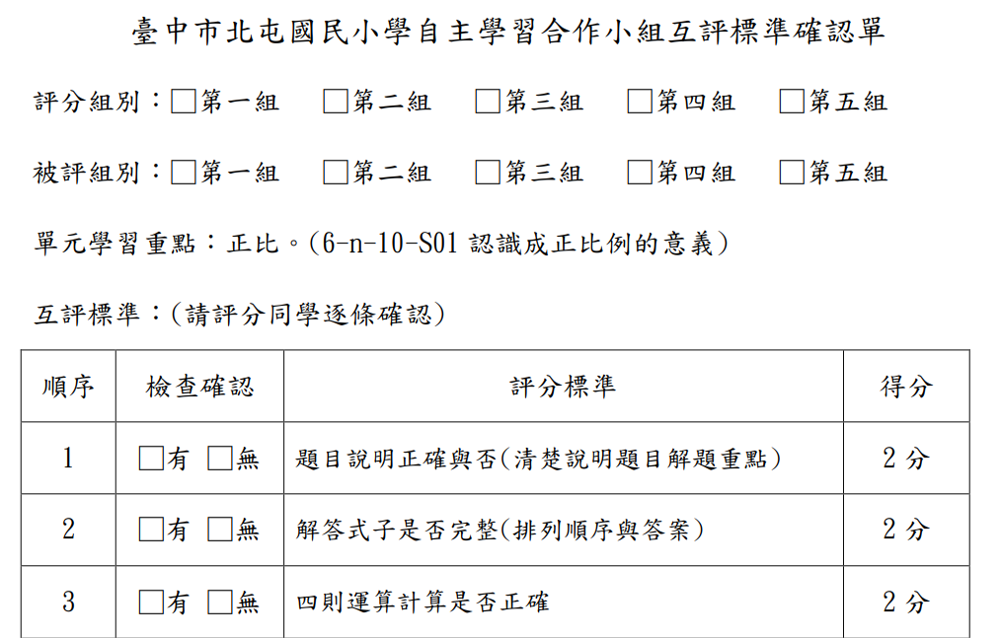 臺中市北屯國民小學自主學習合作小組互評標準確認單
評分組別：□第一組 □第二組 □第三組 □第四組 □第五組
被評組別：□第一組 □第二組 □第三組 □第四組 □第五組
單元學習重點：正比。(6-n-10-S01 認識成正比例的意義)
互評標準：(請評分同學逐條確認)
順序 檢查確認 評分標準 得分
1 □有 □無 題目說明正確與否(清楚說明題目解題重點) 2 分
2 □有 □無 解答式子是否完整(排列順序與答案) 2 分
3 □有 □無 四則運算計算是否正確 2 分